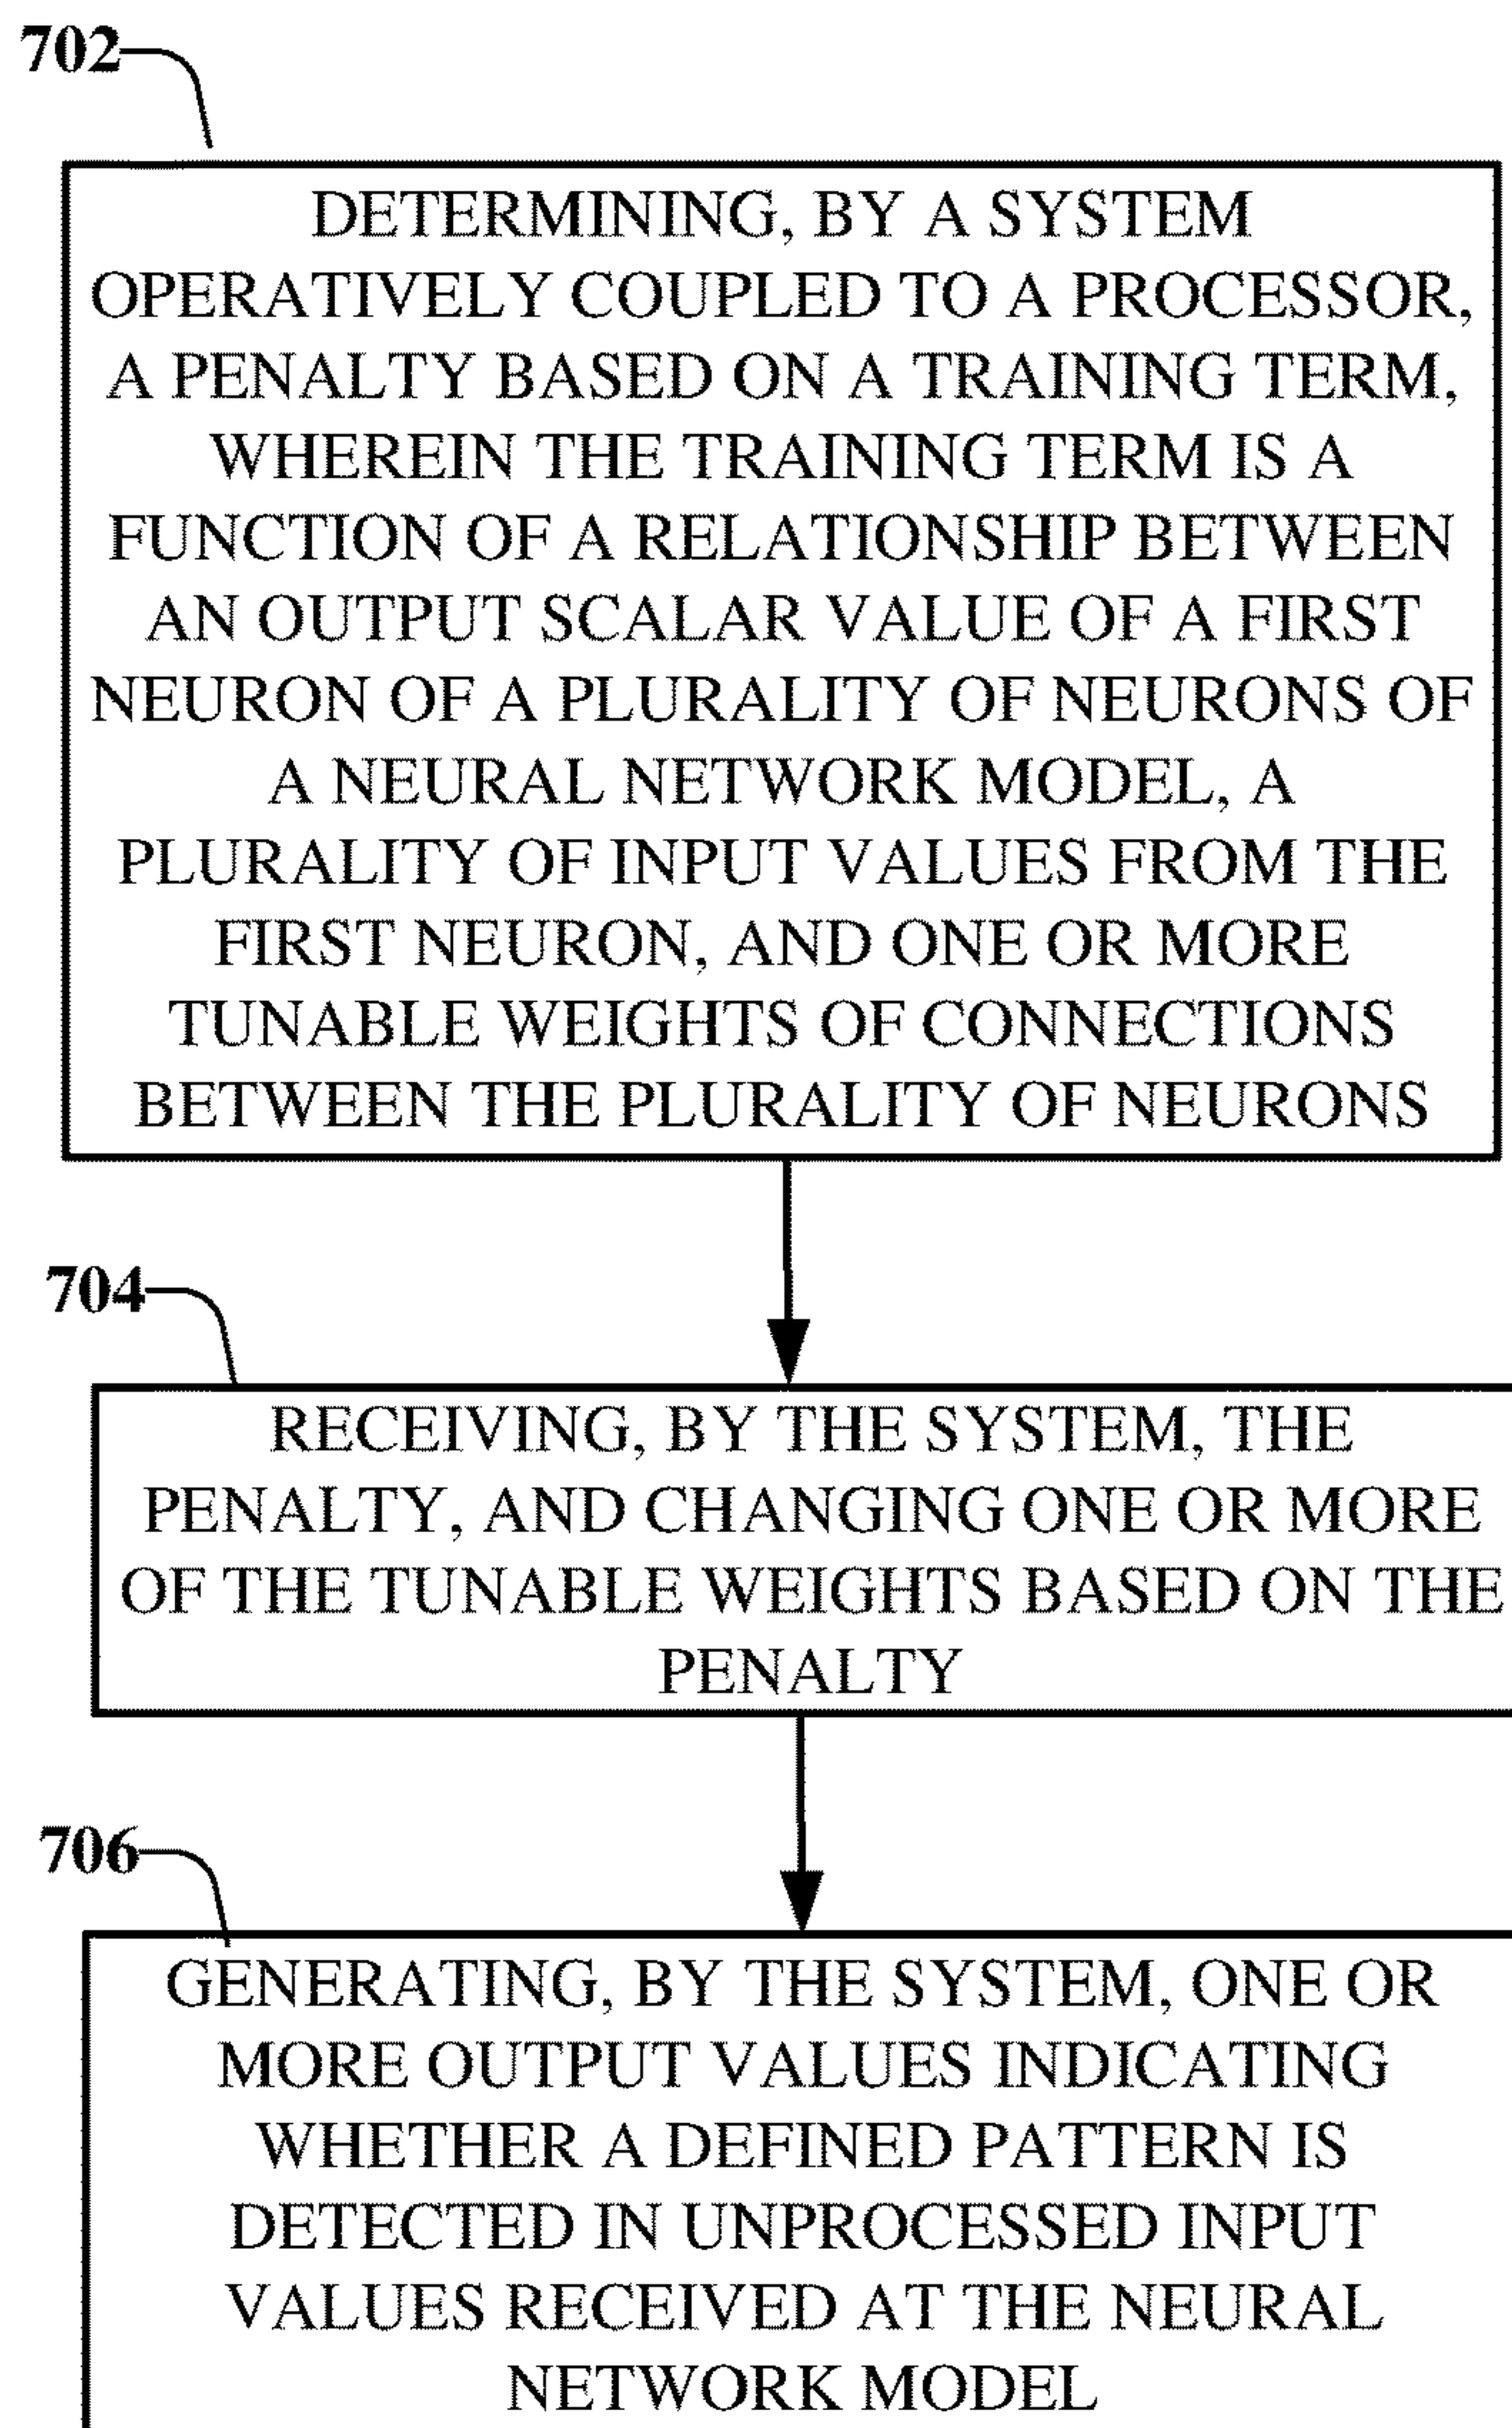 702
DETERMINING, BY A SYSTEM
OPERATIVELY COUPLED TO A PROCESSOR,
A PENALTY BASED ON A TRAINING TERM,
WHEREIN THE TRAINING TERM IS A
FUNCTION OF A RELATIONSHIP BETWEEN
AN OUTPUT SCALAR VALUE OF A FIRST
NEURON OF A PLURALITY OF NEURONS OF
A NEURAL NETWORK MODEL, A
PLURALITY OF INPUT VALUES FROM THE
FIRST NEURON, AND ONE OR MORE
TUNABLE WEIGHTS OF CONNECTIONS
BETWEEN THE PLURALITY OF NEURONS
704
RECEIVING, BY THE SYSTEM, THE
PENALTY, AND CHANGING ONE OR MORE
OF THE TUNABLE WEIGHTS BASED ON THE
PENALTY
706
GENERATING, BY THE SYSTEM, ONE OR
MORE OUTPUT VALUES INDICATING
WHETHER A DEFINED PATTERN IS
DETECTED IN UNPROCESSED INPUT
VALUES RECEIVED AT THE NEURAL
NETWORK MODEL